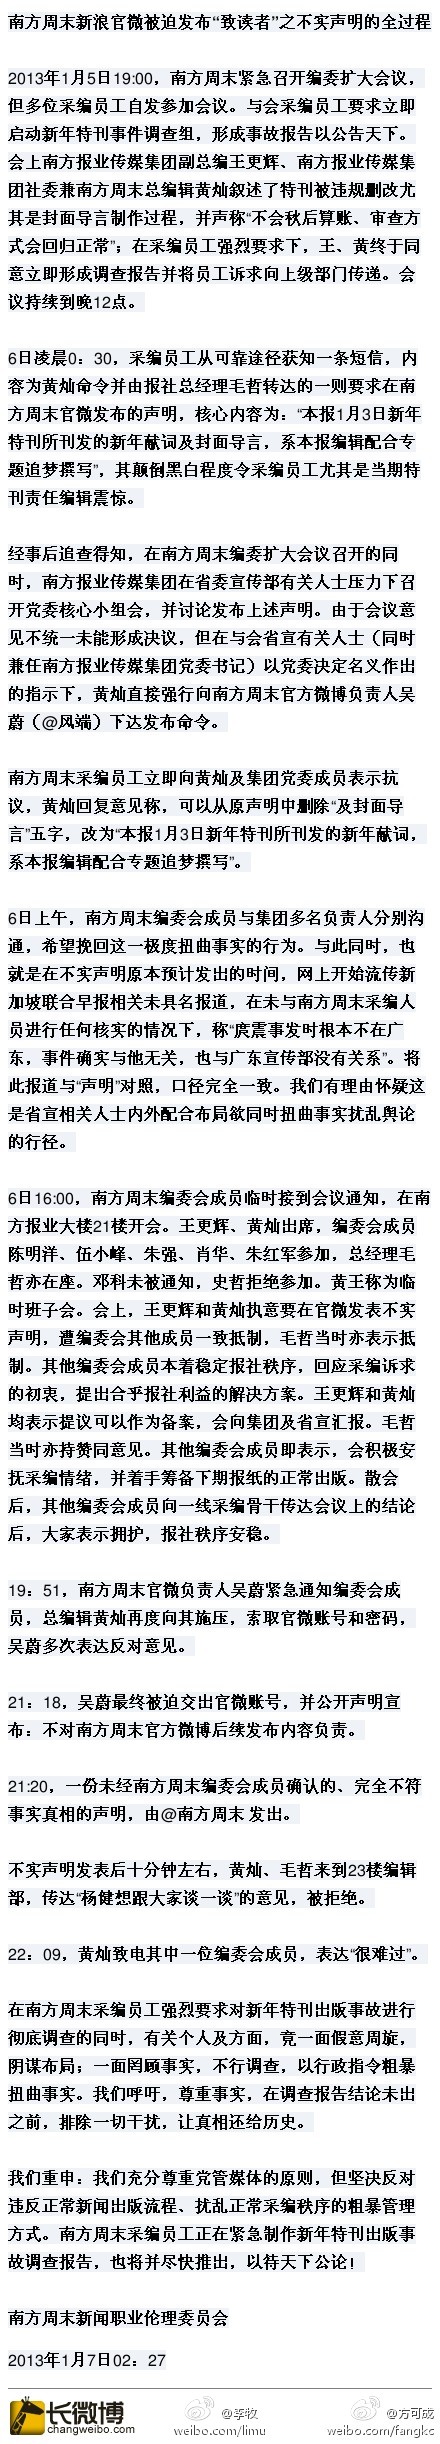 南方周末新浪官微被迫发布“致读者”之不实声明的全过程
2013年1月5日19:00，南方周末紧急召开编委扩大会议，
但多位采编员工自发参加会议。与会采编员工要求立即
启动新年特刊事件调查组，形成事故报告以公告天下。
会上南方报业传媒集团副总编王更辉、南方报业传媒集
团社委兼南方周末总编辑黄灿叙述了特刊被违规删改尤
其是封面导言制作过程，并声称“不会秋后算账、审查方
式会回归正常”；在采编员工强烈要求下，王、黄终于同
意立即形成调查报告并将员工诉求向上级部门传递。会
议持续到晚12点。
6日凌晨0：30，采编员工从可靠途径获知一条短信，内
容为黄灿命令并由报社总经理毛哲转达的一则要求在南
方周末官微发布的声明，核心内容为：“本报1月3日新年
特刊所刊发的新年献词及封面导言，系本报编辑配合专
题追梦撰写”，其颠倒黑白程度令采编员工尤其是当期特
刊责任编辑震惊。
经事后追查得知，在南方周末编委扩大会议召开的同
时，南方报业传媒集团在省委宣传部有关人士压力下召
开党委核心小组会，并讨论发布上述声明。由于会议意
见不统一未能形成决议，但在与会省宣有关人士（同时
兼任南方报业传媒集团党委书记）以党委决定名义作出
的指示下，黄灿直接强行向南方周末官方微博负责人吴
蔚（@风端）下达发布命令。
南方周末采编员工立即向黄灿及集团党委成员表示抗
议，黄灿回复意见称，可以从原声明中删除“及封面导
言”五字，改为“本报1月3日新年特刊所刊发的新年献词，
系本报编辑配合专题追梦撰写”。
6日上午，南方周末编委会成员与集团多名负责人分别沟
通，希望挽回这一极度扭曲事实的行为。与此同时，也
就是在不实声明原本预计发出的时间，网上开始流传新
加坡联合早报相关未具名报道，在未与南方周末采编人
员进行任何核实的情况下，称“庹震事发时根本不在广
东，事件确实与他无关，也与广东宣传部没有关系”。将
此报道与“声明”对照，口径完全一致。我们有理由怀疑这
是省宣相关人士内外配合布局欲同时扭曲事实扰乱舆论
的行径。
6日16:00，南方周末编委会成员临时接到会议通知，在南
方报业大楼21楼开会。王更辉、黄灿出席，编委会成员
陈明洋、伍小峰、朱强、肖华、朱红军参加，总经理毛
哲亦在座。邓科未被通知，史哲拒绝参加。黄王称为临
时班子会。会上，王更辉和黄灿执意要在官微发表不实
声明，遭编委会其他成员一致抵制，毛哲当时亦表示抵
制。其他编委会成员本着稳定报社秩序，回应采编诉求
的初衷，提出合乎报社利益的解决方案。王更辉和黄灿
均表示提议可以作为备案，会向集团及省宣汇报。毛哲
当时亦持赞同意见。其他编委会成员即表示，会积极安
抚采编情绪，并着手筹备下期报纸的正常出版。散会
后，其他编委会成员向一线采编骨干传达会议上的结论
后，大家表示拥护，报社秩序安稳。
19：51，南方周末官微负责人吴蔚紧急通知编委会成
员，总编辑黄灿再度向其施压，索取官微账号和密码，
吴蔚多次表达反对意见。
21：18，吴蔚最终被迫交出官微账号，并公开声明宣
布：不对南方周末官方微博后续发布内容负责。
21:20，一份未经南方周末编委会成员确认的、完全不符
事实真相的声明，由@南方周末 发出。
不实声明发表后十分钟左右，黄灿、毛哲来到23楼编辑
部，传达“杨健想跟大家谈一谈”的意见，被拒绝。
22：09，黄灿致电其中一位编委会成员，表达“很难过”。
在南方周末采编员工强烈要求对新年特刊出版事故进行
彻底调查的同时，有关个人及方面，竟一面假意周旋，
阴谋布局；一面罔顾事实，不行调查，以行政指令粗暴
扭曲事实。我们呼吁，尊重事实，在调查报告结论未出
之前，排除一切干扰，让真相还给历史。
我们重申：我们充分尊重党管媒体的原则，但坚决反对
违反正常新闻出版流程、扰乱正常采编秩序的粗暴管理
方式。南方周末采编员工正在紧急制作新年特刊出版事
故调查报告，也将并尽快推出，以待天下公论！
南方周末新闻职业伦理委员会
2013年1月7日02：27
长微博
changweibo.com
@李牧
weibo.com/limu
@方可成
weibo.com/fangkc